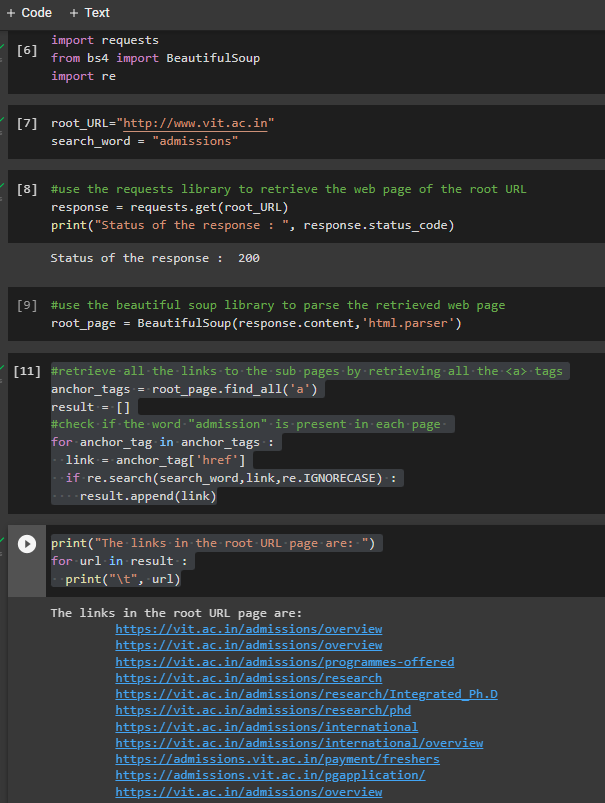 + Code + Text
[6] import requests
from bs4 import BeautifulSoup
import re
[7] root_URL="http://www.vit.ac.in"
search_word = "admissions"
[8] #use the requests library to retrieve the web page of the root URL
response = requests.get(root_URL)
print("Status of the response : ", response.status_code)
Status of the response :  200
[9] #use the beautiful soup library to parse the retrieved web page
root_page = BeautifulSoup(response.content,'html.parser')
[11] #retrieve all the links to the sub pages by retrieving all the <a> tags
anchor_tags = root_page.find_all('a')
result = []
#check if the word "admission" is present in each page
for anchor_tag in anchor_tags :
  link = anchor_tag['href']
  if re.search(search_word,link,re.IGNORECASE) :
    result.append(link)
print("The links in the root URL page are: ")
for url in result :
  print("\t", url)
The links in the root URL page are:
https://vit.ac.in/admissions/overview
https://vit.ac.in/admissions/overview
https://vit.ac.in/admissions/programmes-offered
https://vit.ac.in/admissions/research
https://vit.ac.in/admissions/research/Integrated_Ph.D
https://vit.ac.in/admissions/research/phd
https://vit.ac.in/admissions/international
https://vit.ac.in/admissions/international/overview
https://admissions.vit.ac.in/payment/freshers
https://admissions.vit.ac.in/pgapplication/
https://vit.ac.in/admissions/overview